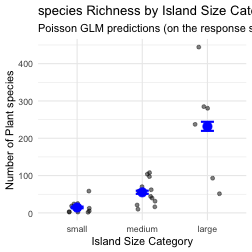 species Richness by Island Size
Poisson GLM predictions (on the response
400
300
200
100
0
Number of Plant species
small medium large
Island Size Category